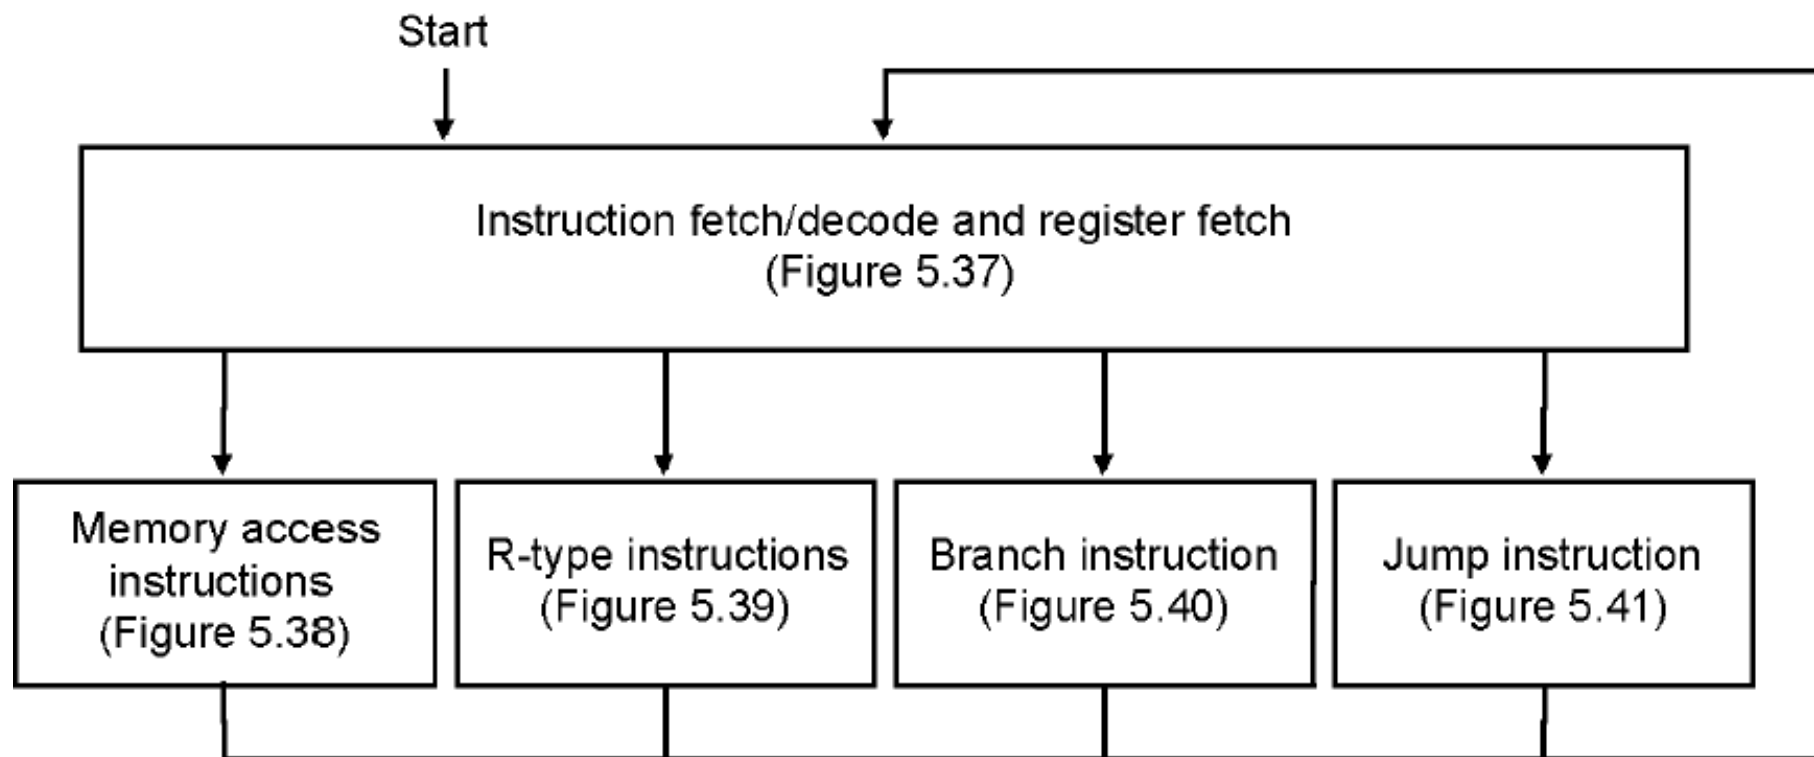 Start
Instruction fetch/decode and register fetch
(Figure 5.37)
Memory access
instructions
(Figure 5.38)
R-type instructions
(Figure 5.39)
Branch instruction
(Figure 5.40)
Jump instruction
(Figure 5.41)